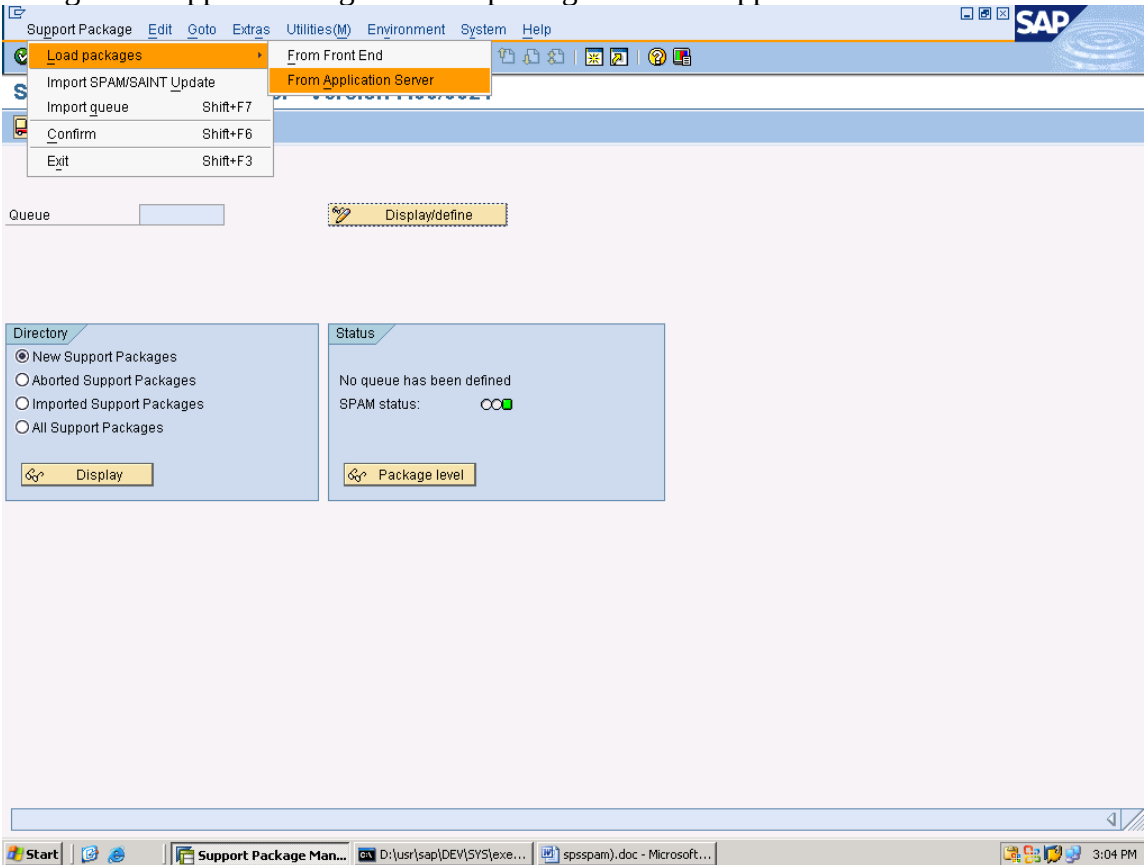 SAP
Support Package Edit Goto Extras Utilities(M) Environment System Help
Load packages
From Front End
From Application Server
Import SPAM/SAINT Update
Import queue Shift+F7
Confirm Shift+F6
Exit Shift+F3
Queue
Display/define
Directory
New Support Packages
Aborted Support Packages
Imported Support Packages
All Support Packages
Display
Status
No queue has been defined
SPAM status:
Package level
Start
Support Package Man...
D:\usr\sap\DEV\SYS\exe...
spsspam).doc - Microsoft...
3:04 PM